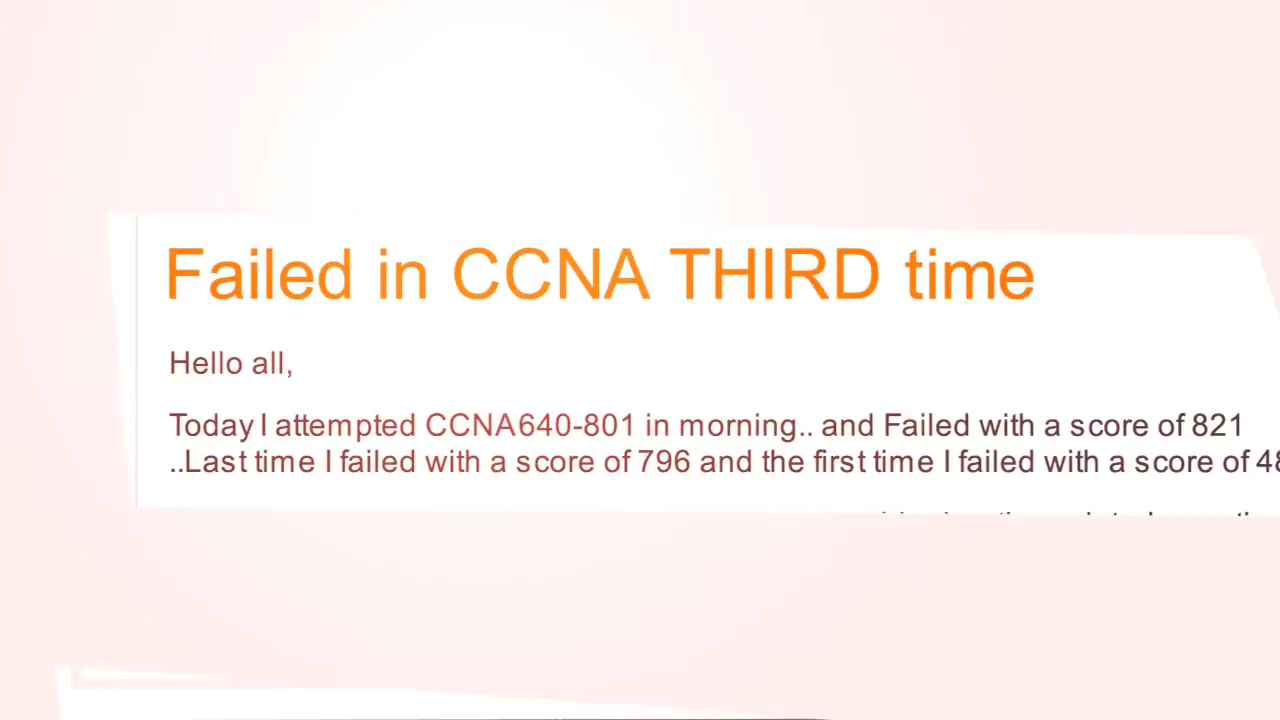 Failed in CCNA THIRD time
Hello all,
Today I attempted CCNA640-801 in morning.. and Failed with a score of 821
..Last time I failed with a score of 796 and the first time I failed with a score of